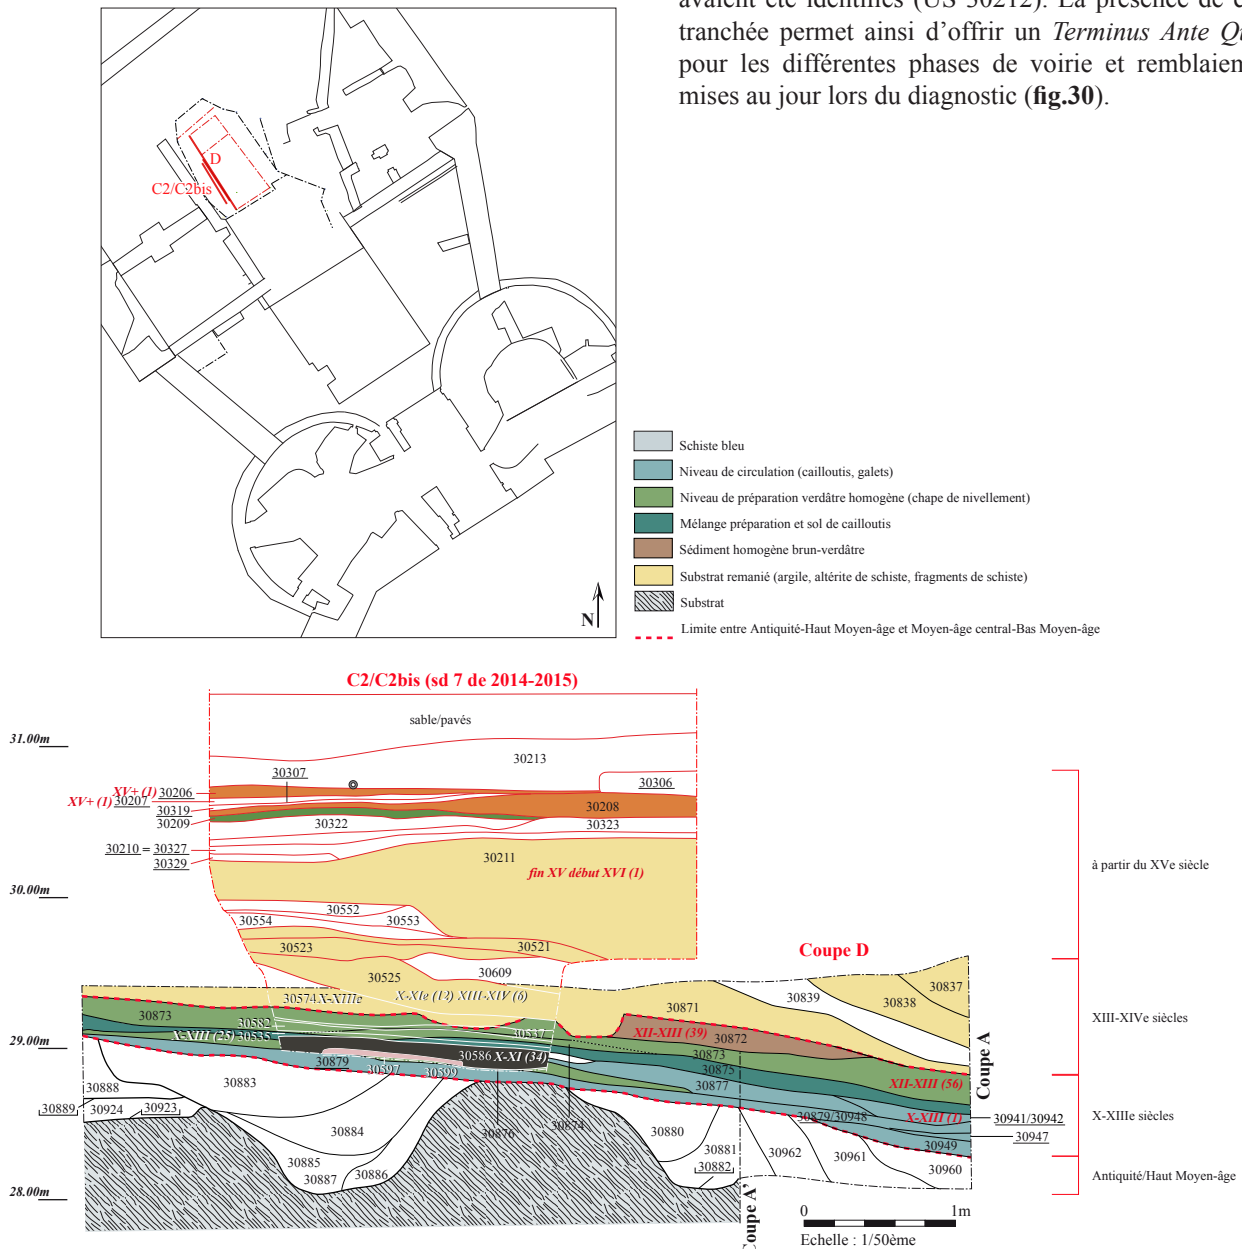 avaient été identifiés (US 30212). La présence de
tranchée permet ainsi d'offrir un Terminus Ante
pour les différentes phases de voirie et
mises au jour lors du diagnostic (fig.30).
D
C2/C2bis
N
Schiste bleu
Niveau de circulation (cailloutis, galets)
Niveau de préparation verdâtre homogène (chape de nivellement)
Mélange préparation et sol de cailloutis
Sédiment homogène brun-verdâtre
Substrat remanié (argile, altérite de schiste, fragments de schiste)
Substrat
Limite entre Antiquité-Haut Moyen-âge et Moyen-âge central-Bas Moyen-âge
C2/C2bis (sd 7 de 2014-2015)
sable/pavés
31.00m
30213
30307
30306
XV+ (1) 30206
XV+ (1) 30207
30319
30209
30208
30322
30323
30210 = 30327
30329
30211
fin XV début XVI (1)
30.00m
30552
30554
30553
30523
30521
30525
30609
à partir du XVe siècle
Coupe D
30574 X-XIIIe
X-XIe (12) XIII-XIV (6)
30871
30839
30838
30837
XIII-XIVe siècles
30873
30582
X-XIII (25) 30535
30537
XII-XIII (39)
30872
29.00m
30586 X-XI (34)
30873
30879
30597
30599
30875
30877
XII-XIII (56)
Coupe A
30888
30883
30889
30924
30923
30884
30876
30874
30879/30948
X-XIII (1)
30941/30942
30947
30949
X-XIIIe siècles
30880
30881
30882
30962
30961
30960
30885
30887
30886
Antiquité/Haut Moyen-âge
28.00m
Coupe A'
0
1m
Echelle : 1/50ème